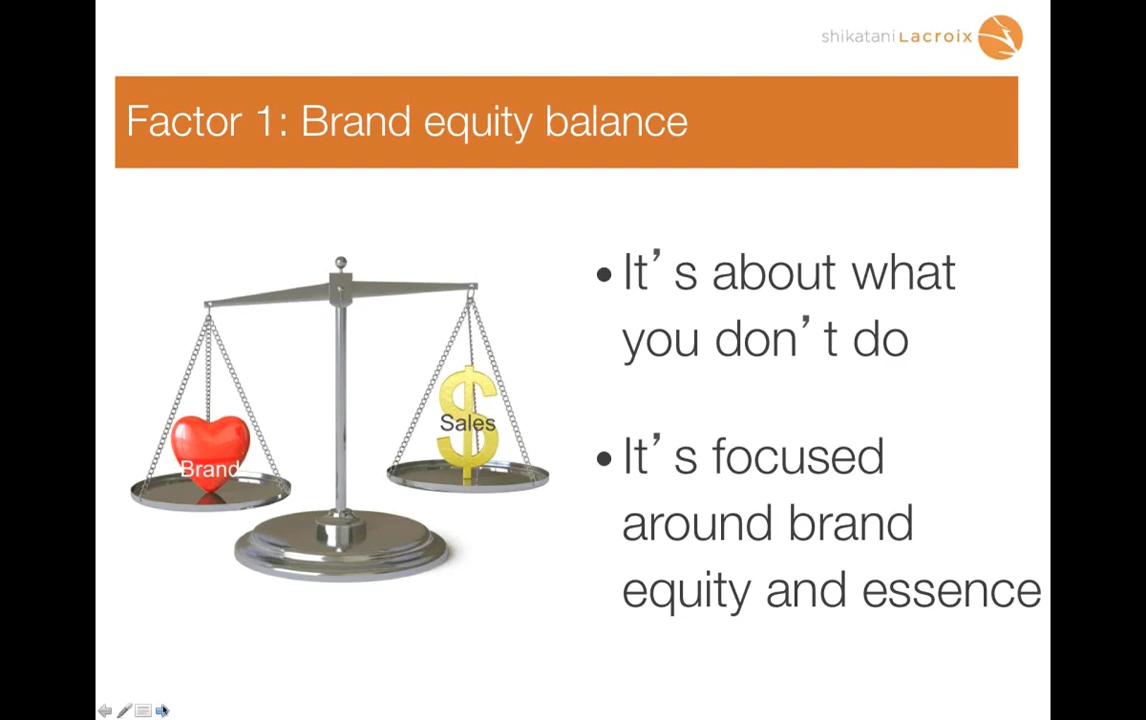 shikatani Lacroix
Factor 1: Brand equity balance
• It’s about what
you don’t do
Sales
Brand
• It’s focused
around brand
equity and essence